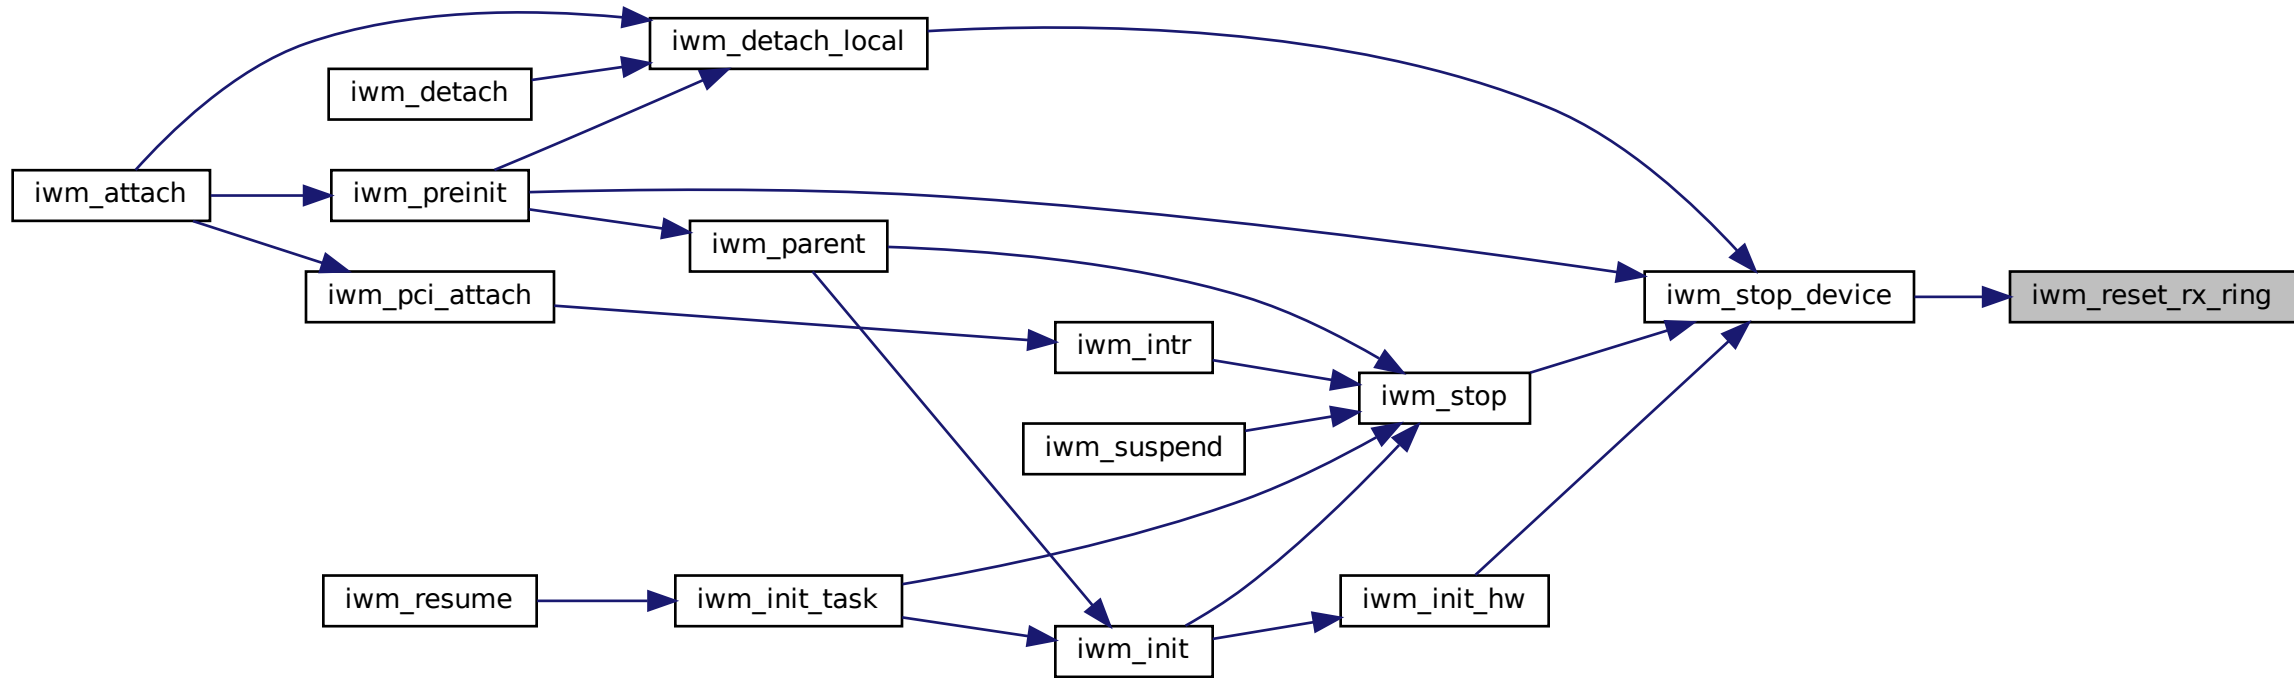 iwm_detach_local
iwm_detach
iwm_attach
iwm_preinit
iwm_parent
iwm_pci_attach
iwm_stop_device
iwm_reset_rx_ring
iwm_intr
iwm_stop
iwm_suspend
iwm_resume
iwm_init_task
iwm_init_hw
iwm_init